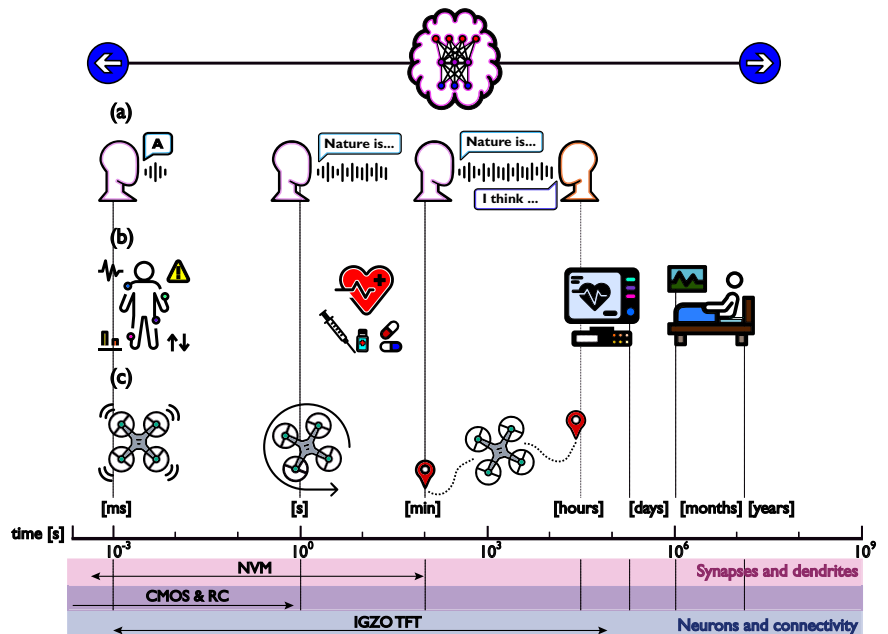 (a)
A
Nature is...
Nature is...
I think ...
(b)
(c)
[ms] [s] [min] [hours] [days] [months] [years]
time [s]
10-3 100 103 106 109
NVM
Synapses and dendrites
CMOS & RC
IGZO TFT
Neurons and connectivity